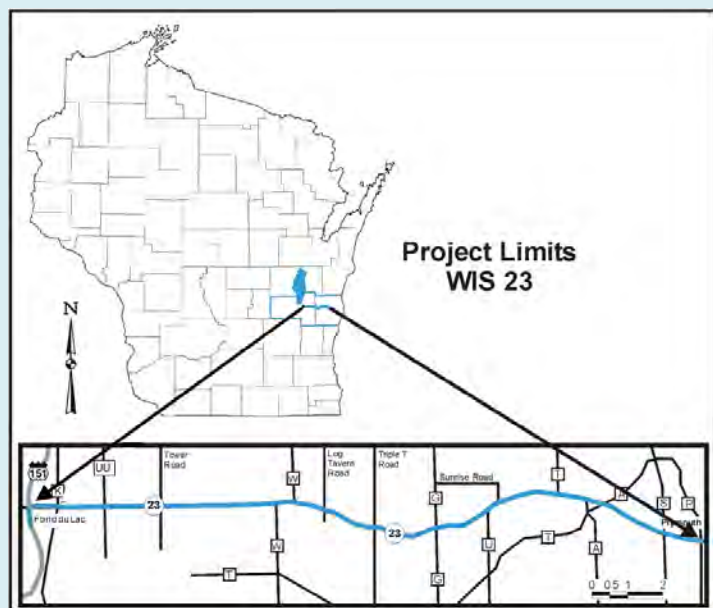 Project Limits
WIS 23
N
151
K
UU
Tower
Road
W
Log
Tavern
Road
Triple T
Road
G
Sunrise Road
T
A
S
P
Fond du Lac
23
23
W
U
T
A
Plymouth
T
G
0 0.5 1 2